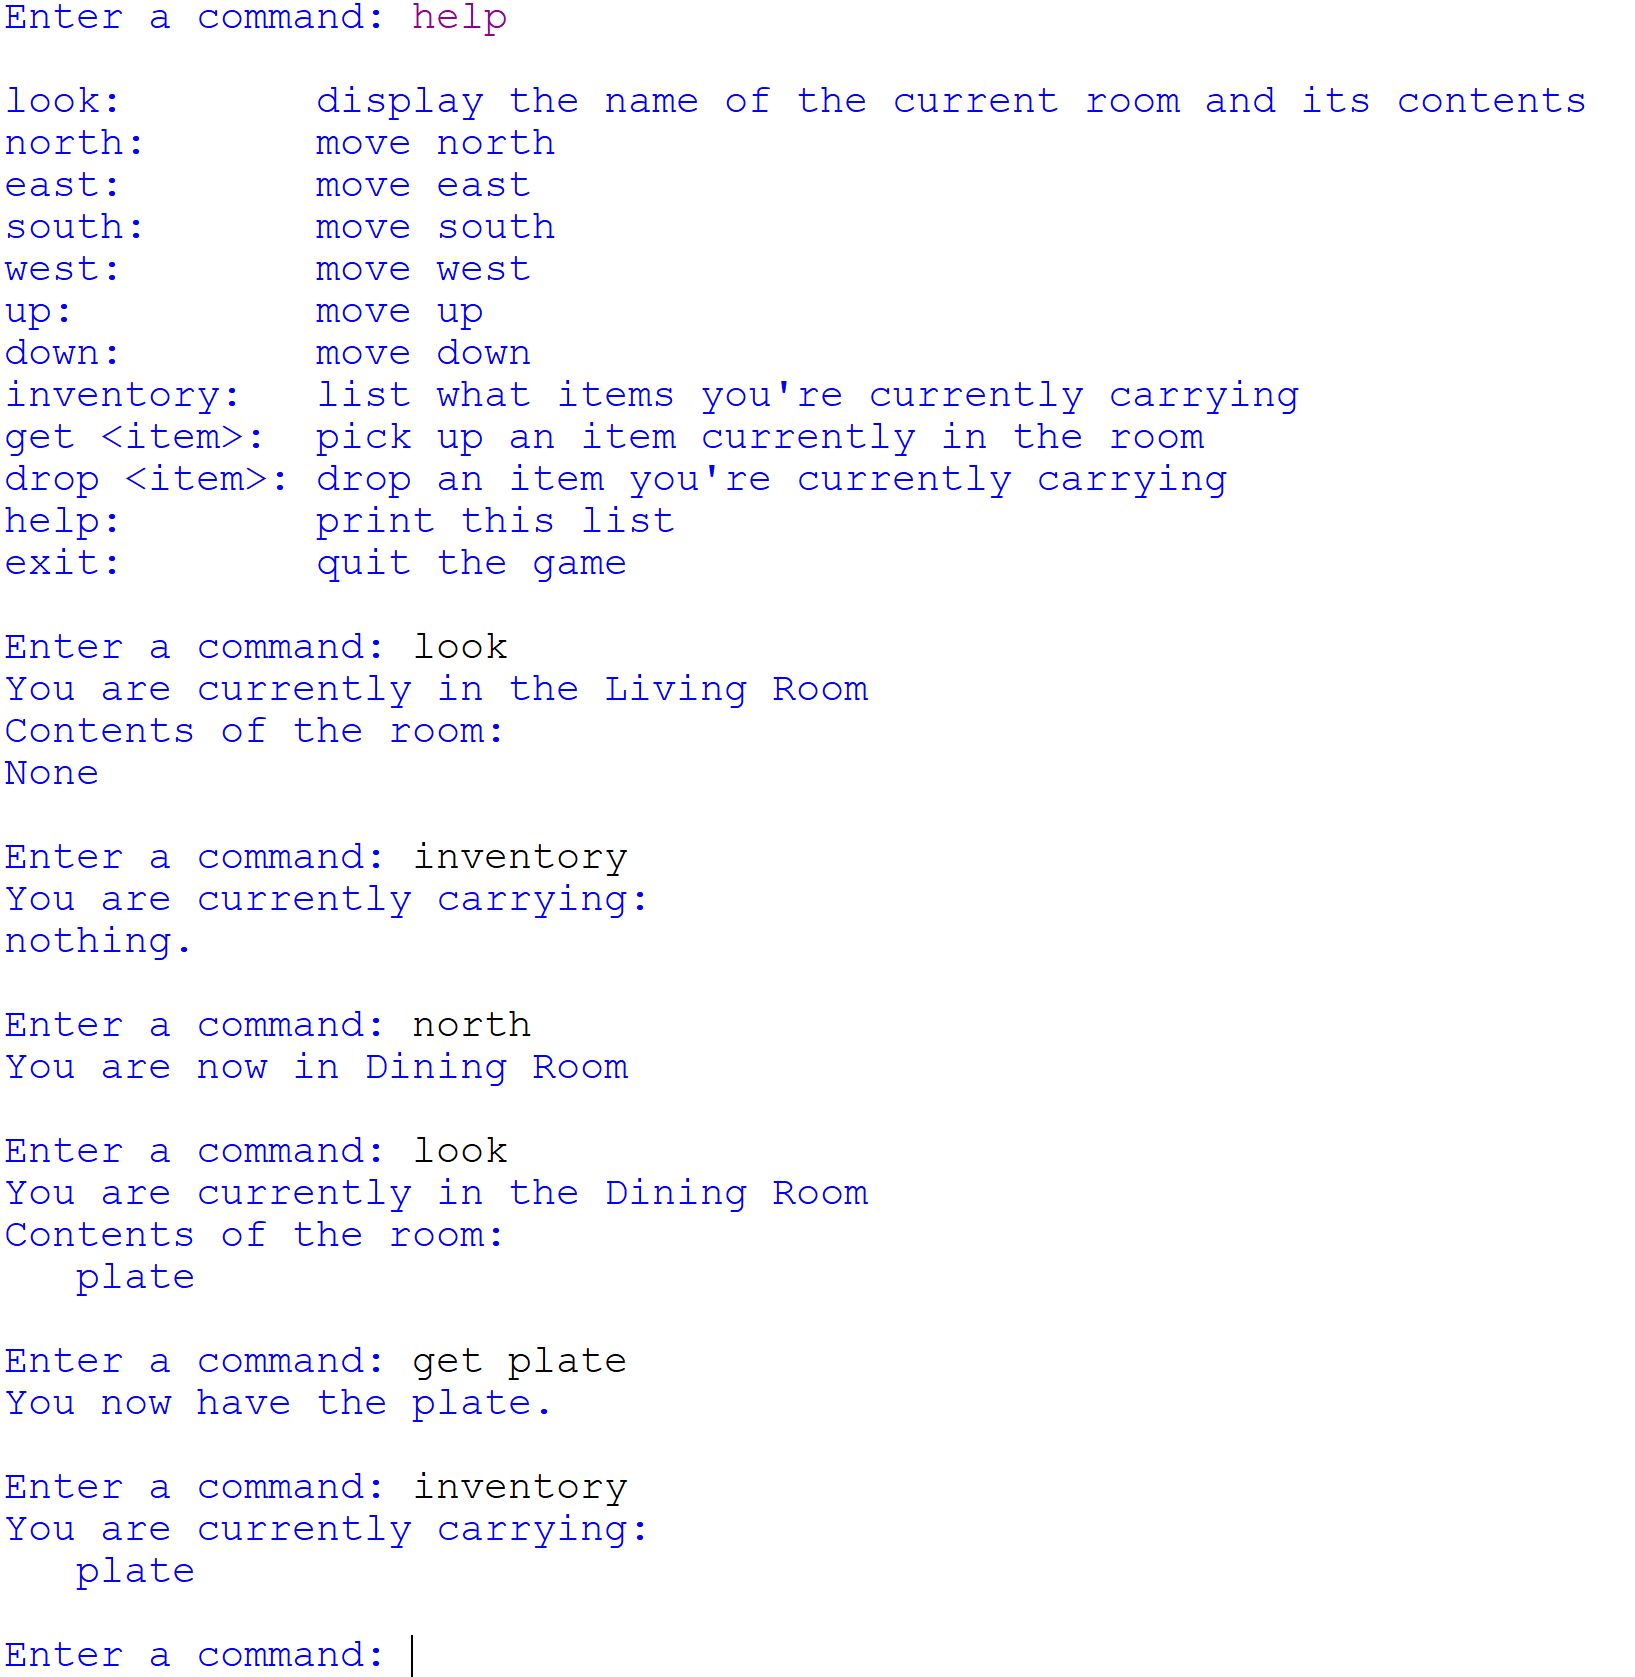 Enter a command: help

look:        display the name of the current room and its contents
north:       move north
east:        move east
south:       move south
west:        move west
up:          move up
down:        move down
inventory:   list what items you're currently carrying
get <item>:  pick up an item currently in the room
drop <item>: drop an item you're currently carrying
help:        print this list
exit:        quit the game

Enter a command: look
You are currently in the Living Room
Contents of the room:
None

Enter a command: inventory
You are currently carrying:
nothing.

Enter a command: north
You are now in Dining Room

Enter a command: look
You are currently in the Dining Room
Contents of the room:
   plate

Enter a command: get plate
You now have the plate.

Enter a command: inventory
You are currently carrying:
   plate

Enter a command: